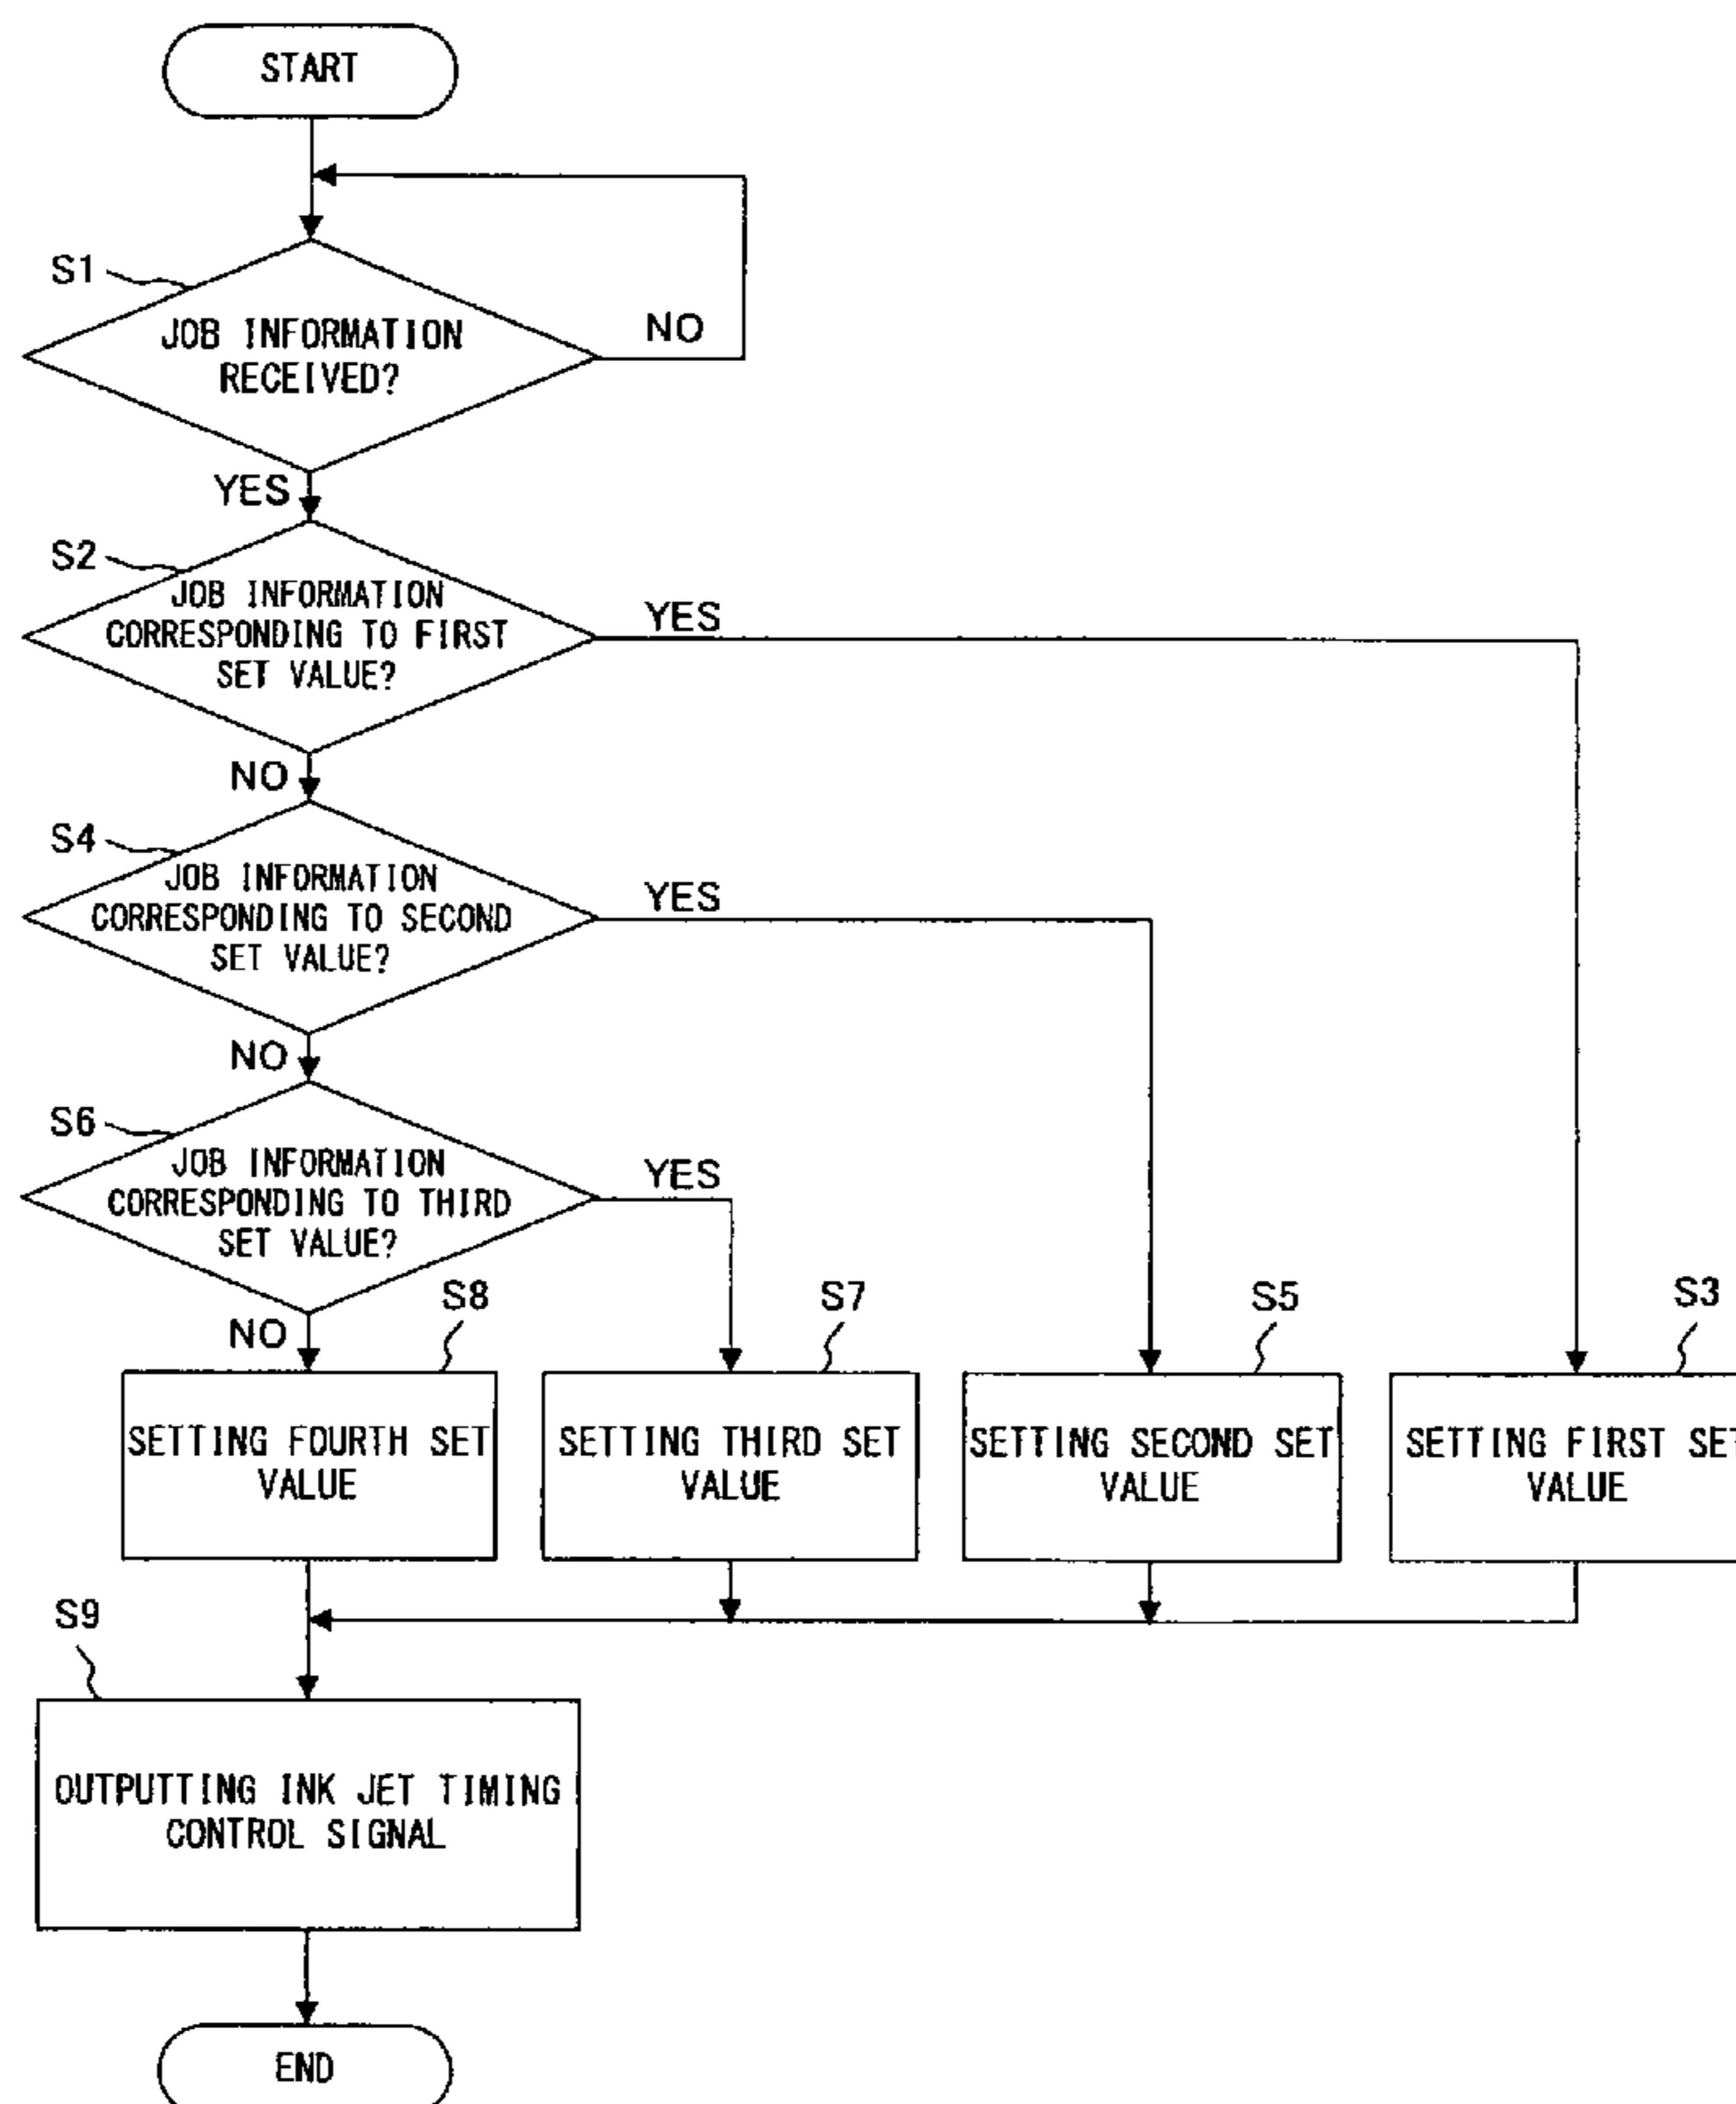 START
S1
JOB INFORMATION
RECEIVED?
NO
YES
S2
JOB INFORMATION
CORRESPONDING TO FIRST
SET VALUE?
YES
NO
S4
JOB INFORMATION
CORRESPONDING TO SECOND
SET VALUE?
YES
NO
S6
JOB INFORMATION
CORRESPONDING TO THIRD
SET VALUE?
YES
NO
S8
SETTING FOURTH SET
VALUE
S7
SETTING THIRD SET
VALUE
S5
SETTING SECOND SET
VALUE
S3
SETTING FIRST SET
VALUE
S9
OUTPUTTING INK JET TIMING
CONTROL SIGNAL
END